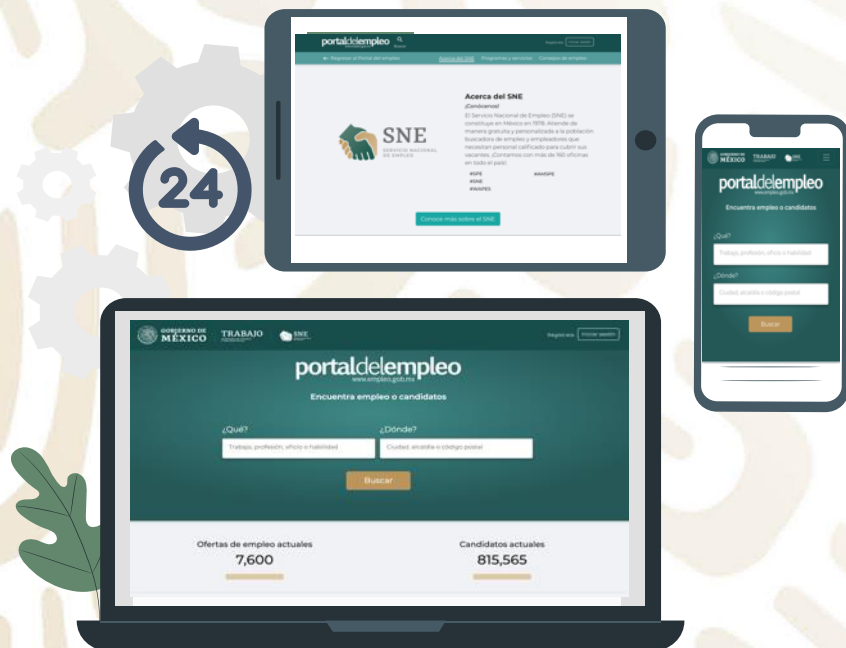 portaldelempleo
Buscar
Regístrate Iniciar sesión
Regresar al Portal del empleo
Acerca del SNE Programas y servicios Consejos de empleo
Acerca del SNE
¡Conócenos!
El Servicio Nacional de Empleo (SNE) se
constituye en México en 1978. Atiende de
manera gratuita y personalizada a la población
buscadora de empleo y empleadores que
necesitan personal calificado para cubrir sus
vacantes. ¡Contamos con más de 160 oficinas
en todo el país!
#SPE
#SNE
SNE
SERVICIO NACIONAL
DE EMPLEO
Conoce más sobre el SNE
24
GOBIERNO DE
MÉXICO
TRABAJO
SNE
portaldelempleo
www.empleo.gob.mx
Encuentra empleo o candidatos
¿Qué?
Trabajo, profesión, oficio o habilidad
¿Dónde?
Ciudad, alcaldía o código postal
Buscar
GOBIERNO DE
MÉXICO
TRABAJO
SNE
Regístrate Iniciar sesión
portaldelempleo
www.empleo.gob.mx
Encuentra empleo o candidatos
¿Qué?
Trabajo, profesión, oficio o habilidad
¿Dónde?
Ciudad, alcaldía o código postal
Buscar
Ofertas de empleo actuales
7,600
Candidatos actuales
815,565